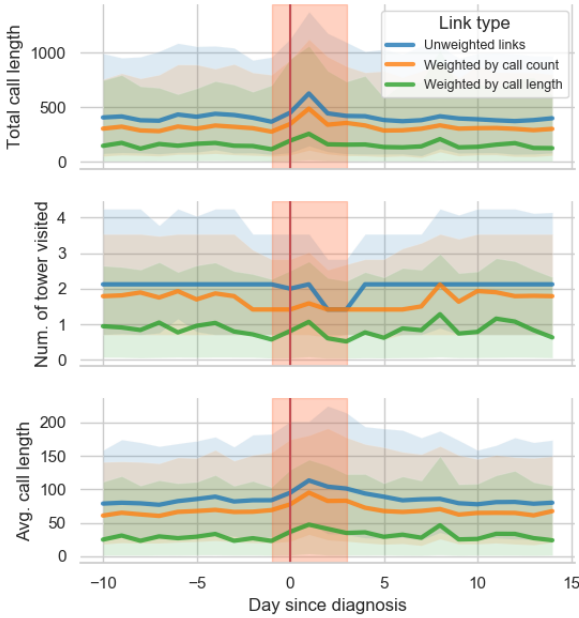 Link type
Unweighted links
Weighted by call count
Weighted by call length
Total call length
1000
500
0
Num. of tower visited
4
3
2
1
0
Avg. call length
200
150
100
50
0
−10 −5 0 5 10 15
Day since diagnosis